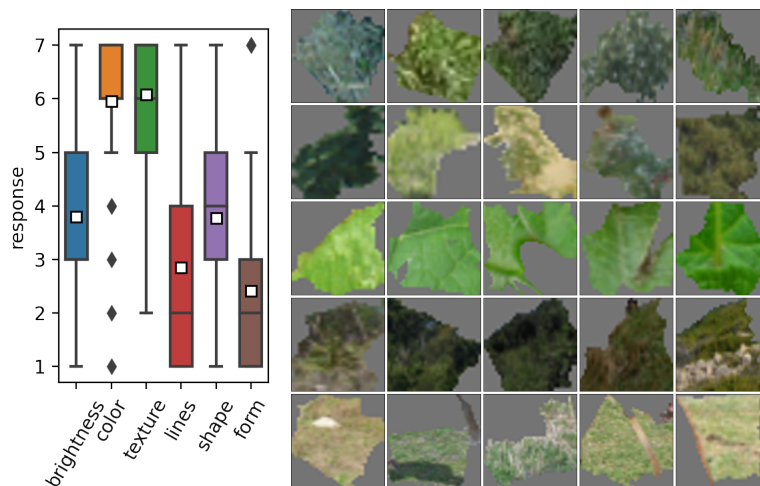 7
6
5
4
3
2
1
response
brightness
color
texture
lines
shape
form